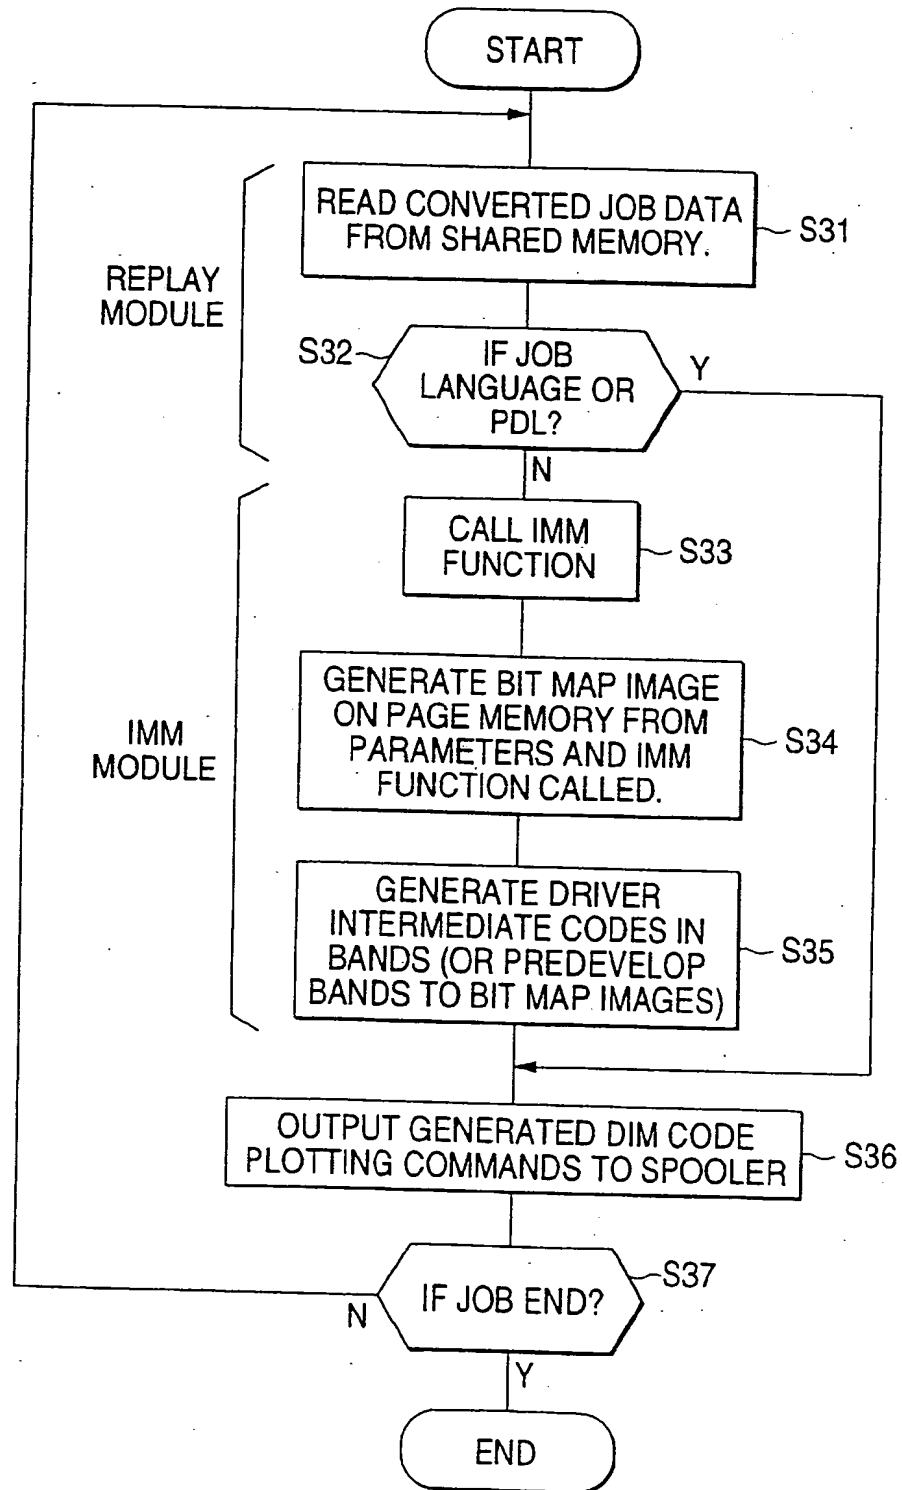 START
READ CONVERTED JOB DATA
FROM SHARED MEMORY.
S31
REPLAY
MODULE
S32
IF JOB
LANGUAGE OR
PDL?
Y
N
CALL IMM
FUNCTION
S33
GENERATE BIT MAP IMAGE
ON PAGE MEMORY FROM
PARAMETERS AND IMM
FUNCTION CALLED.
S34
IMM
MODULE
GENERATE DRIVER
INTERMEDIATE CODES IN
BANDS (OR PREDEVELOP
BANDS TO BIT MAP IMAGES)
S35
OUTPUT GENERATED DIM CODE
PLOTTING COMMANDS TO SPOOLER
S36
IF JOB END?
S37
N
Y
END